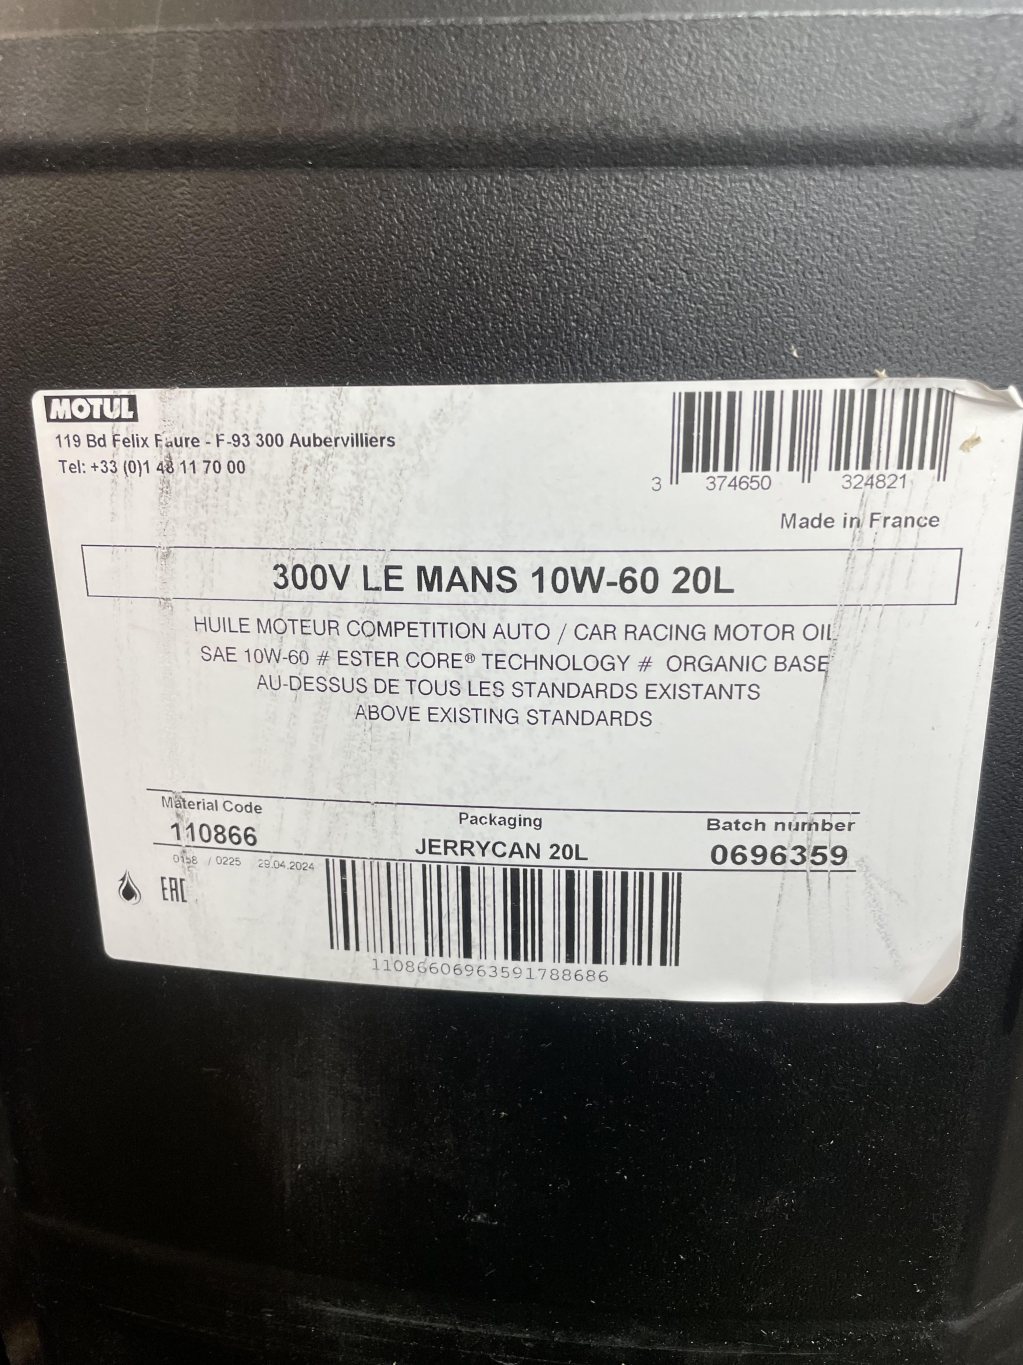 MOTUL
119 Bd Felix Faure - F-93 300 Aubervilliers
Tel: +33 (0)1 48 11 70 00
3 374650 324821
Made in France
300V LE MANS 10W-60 20L
HUILE MOTEUR COMPETITION AUTO / CAR RACING MOTOR OIL
SAE 10W-60 # ESTER CORE® TECHNOLOGY # ORGANIC BASE
AU-DESSUS DE TOUS LES STANDARDS EXISTANTS
ABOVE EXISTING STANDARDS
Material Code
110866
Packaging
JERRYCAN 20L
Batch number
0696359
0158 / 0225 29.04.2024
EAC
11086606963591788686